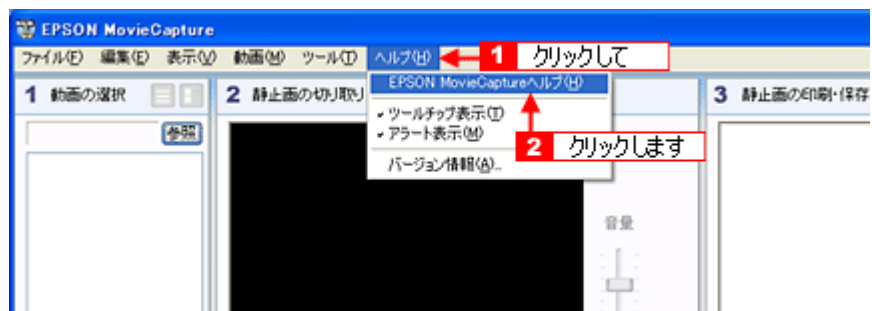 EPSON MovieCapture
ファイル(F) 編集(E) 表示(V) 動画(M) ツール(T) ヘルプ(H) 1 クリックして
1 動画の選択 2 静止画の切り取り 3 静止画の印刷・保存
EPSON MovieCaptureヘルプ(H)
参照
ツールチップ表示(T)
アラート表示(M)
2 クリックします
バージョン情報(A)...
音量